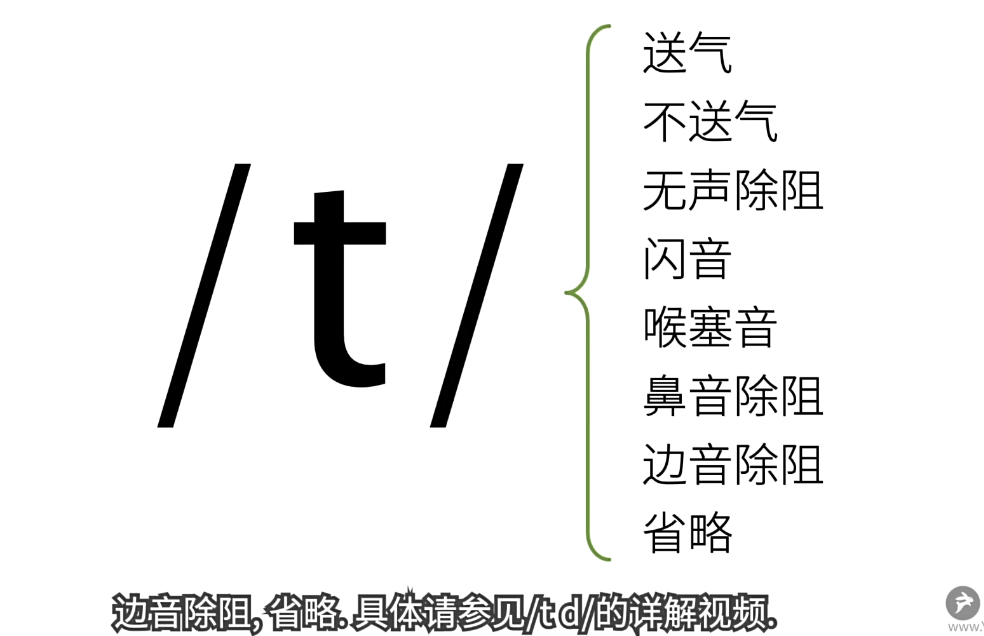 /t/
送气
不送气
无声除阻
闪音
喉塞音
鼻音除阻
边音除阻
省略
边音除阻,省略.具体请参见/t d/的详解视频.
www.